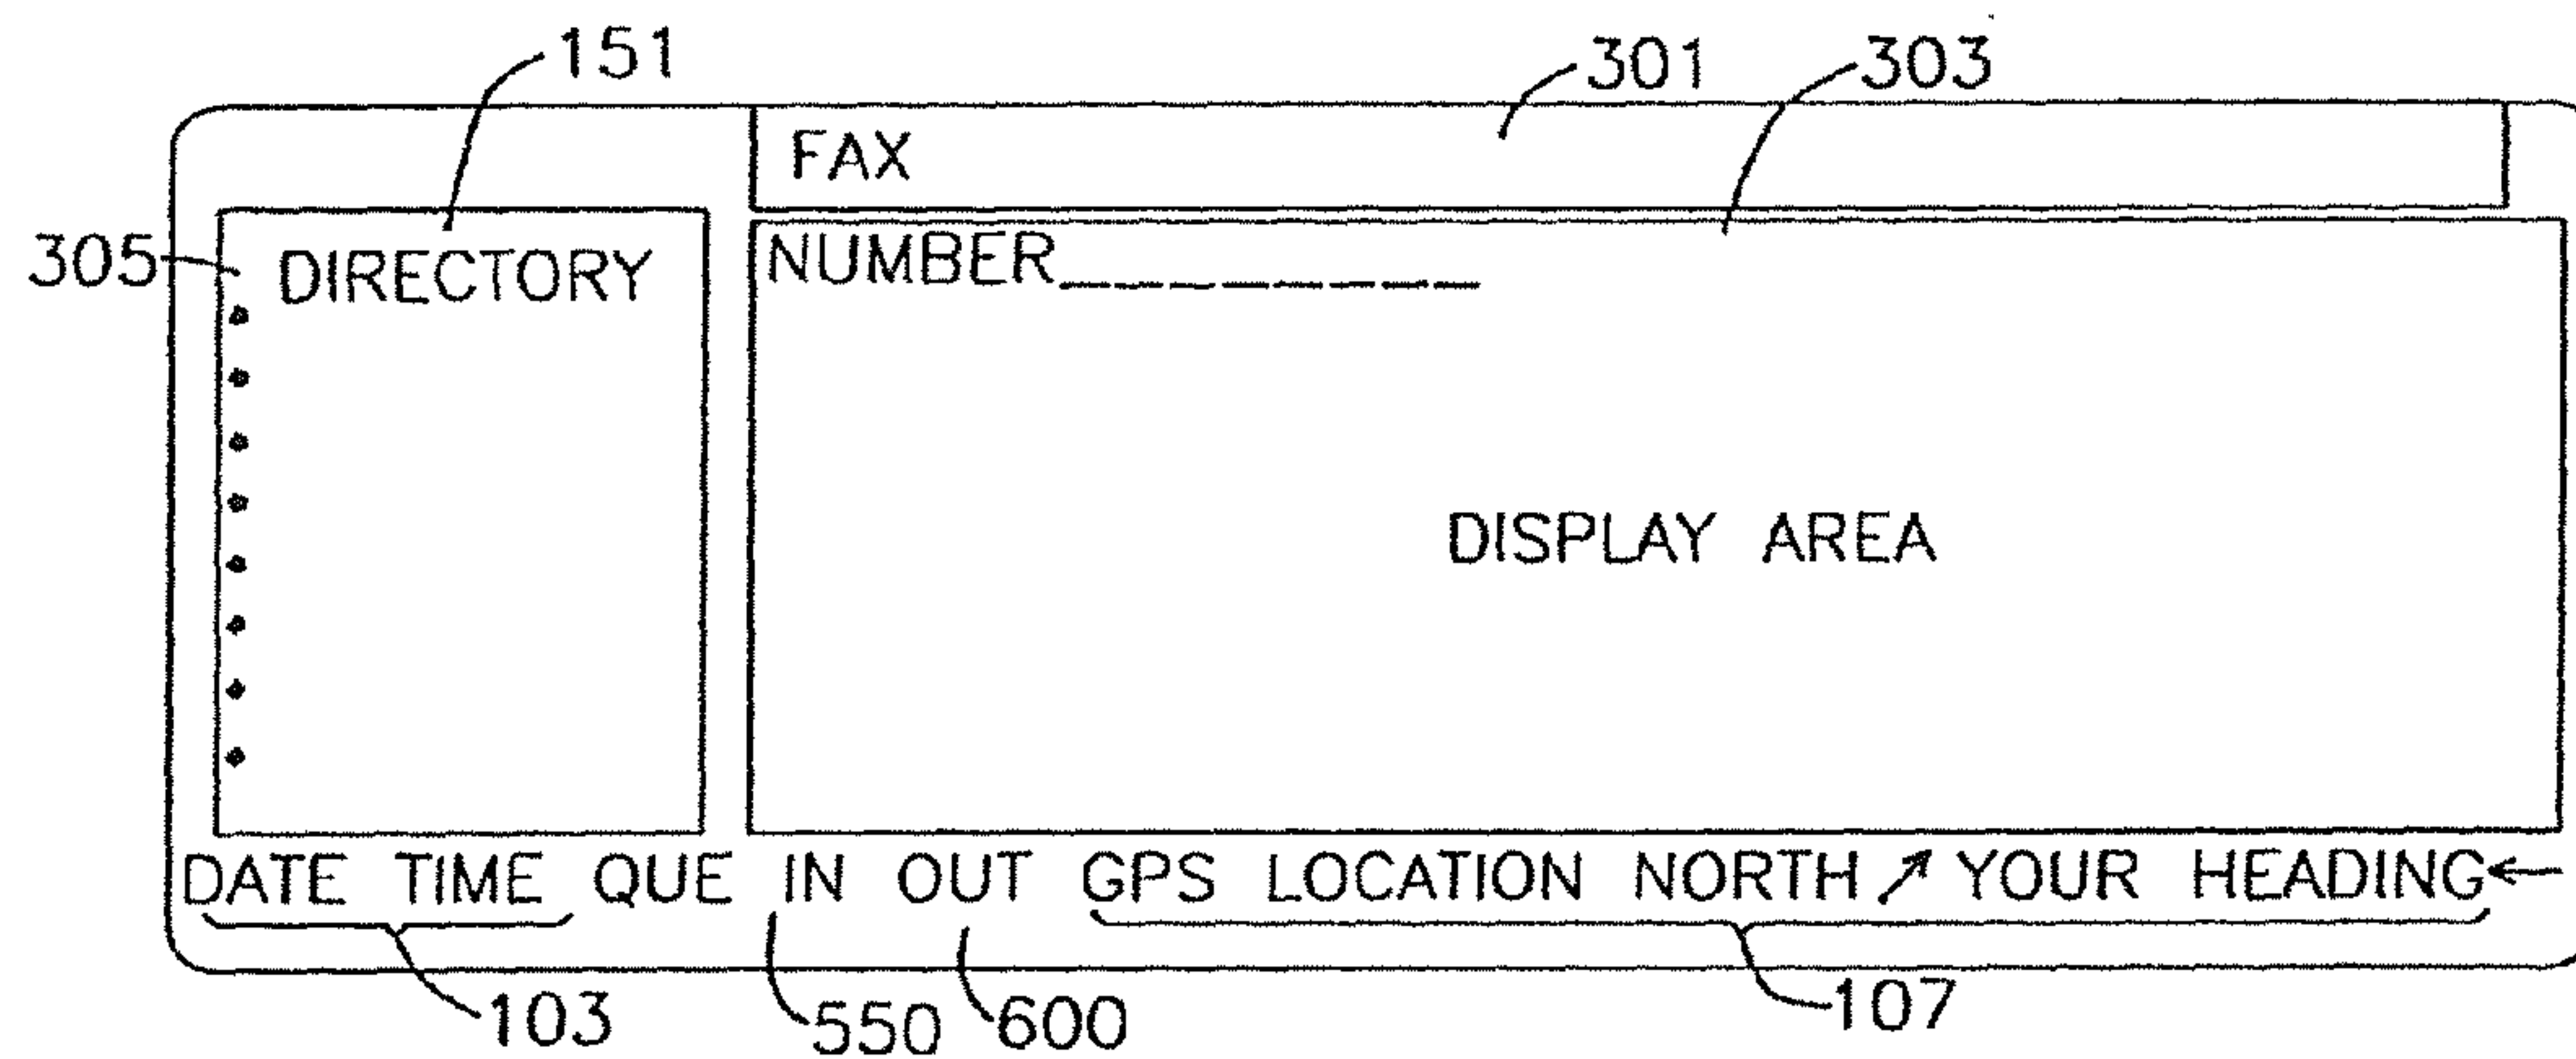 151 301 303
FAX
305 DIRECTORY NUMBER_ _ _ _ _ _ _ _
DISPLAY AREA
DATE TIME QUE IN OUT GPS LOCATION NORTH ↗ YOUR HEADING ←
103 550 600 107